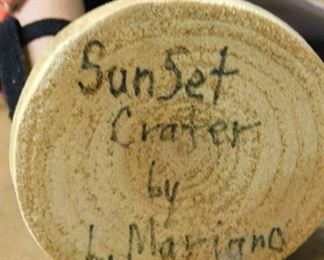 SunSet
Crater
by
L. Mariano